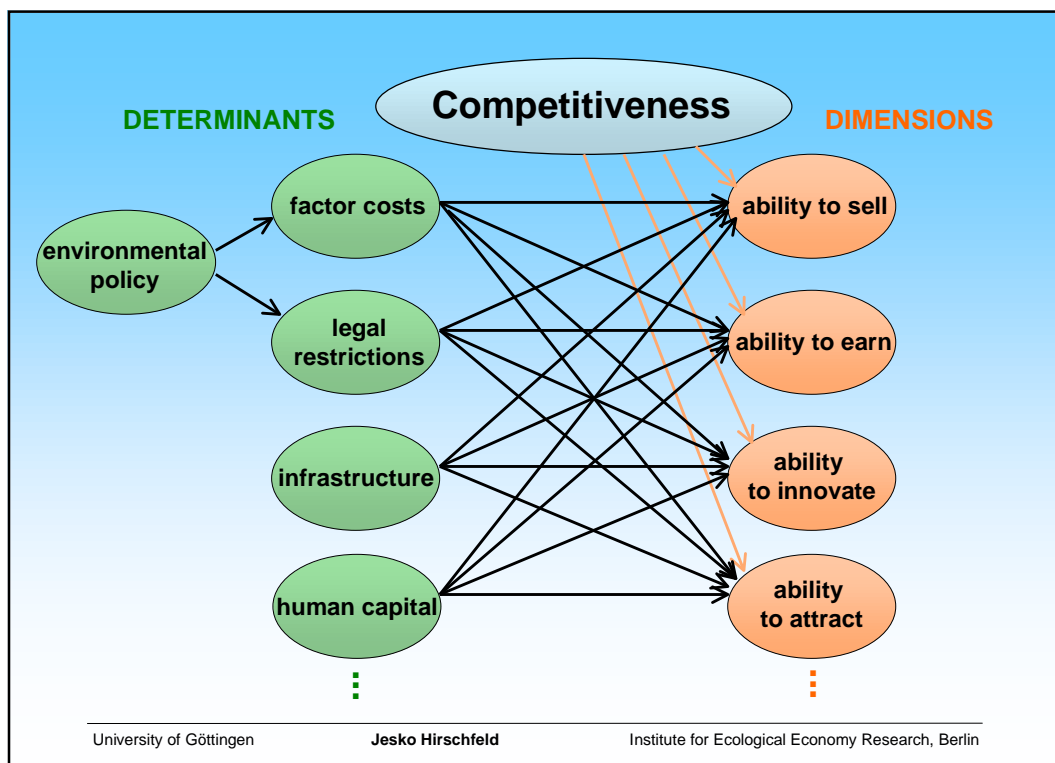 Competitiveness
DETERMINANTS
DIMENSIONS
factor costs
ability to sell
environmental
policy
legal
restrictions
ability to earn
infrastructure
ability
to innovate
human capital
ability
to attract
University of Göttingen Jesko Hirschfeld Institute for Ecological Economy Research, Berlin